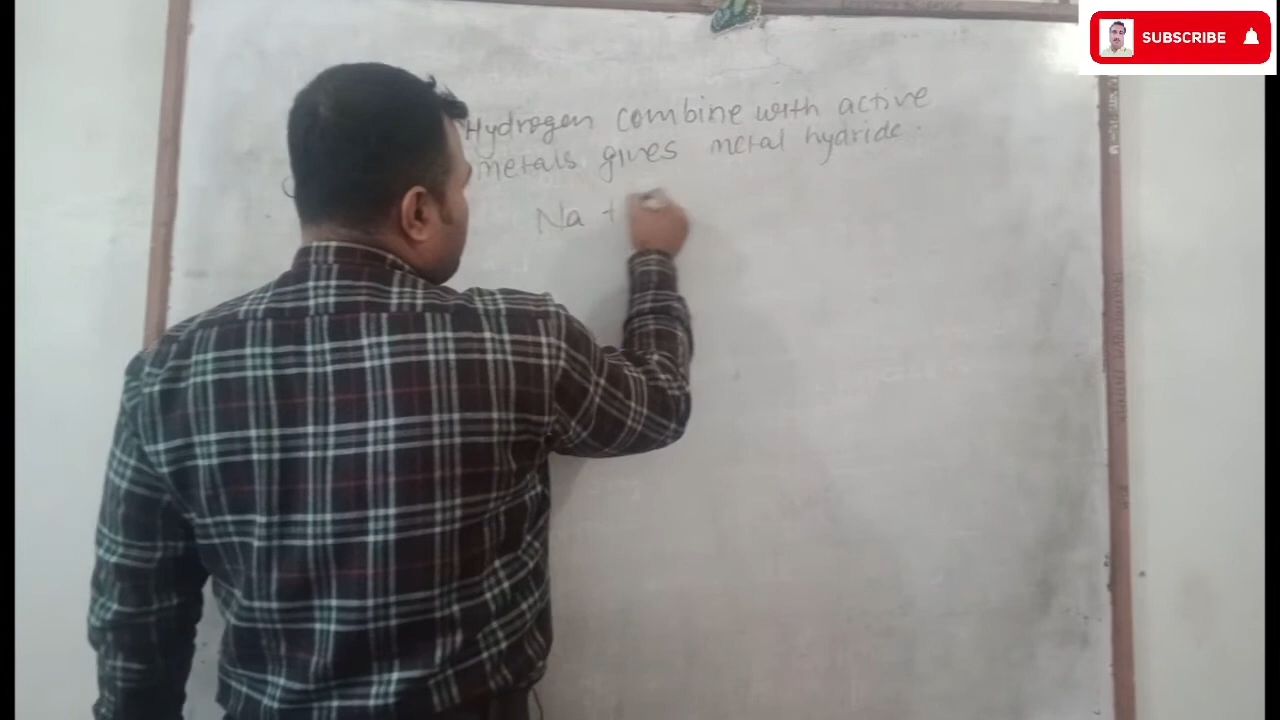 SUBSCRIBE
Hydrogen combine with active
metals gives metal hydride.
Na +